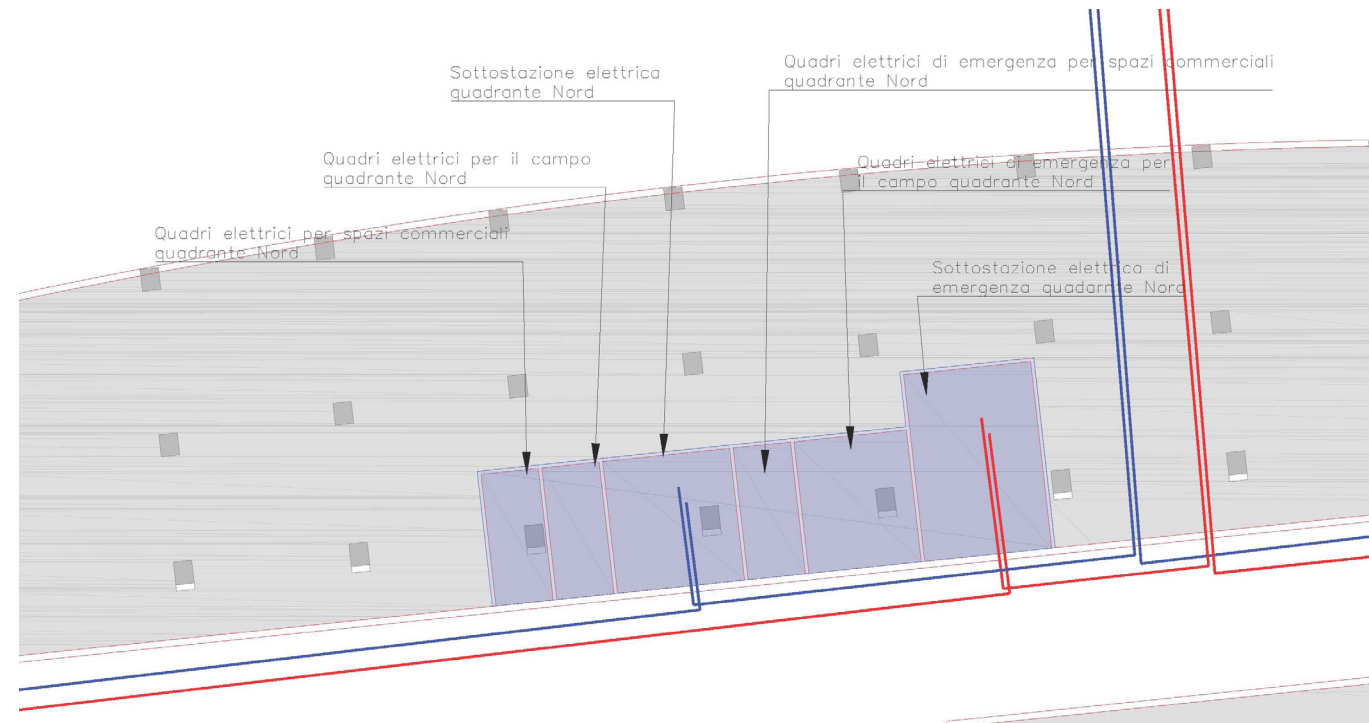 Sottostazione elettrica
quadrante Nord
Quadri elettrici di emergenza per spazi commerciali
quadrante Nord
Quadri elettrici per il campo
quadrante Nord
Quadri elettrici di emergenza per
il campo quadrante Nord
Quadri elettrici per spazi commerciali
quadrante Nord
Sottostazione elettrica di
emergenza quadarnte Nord